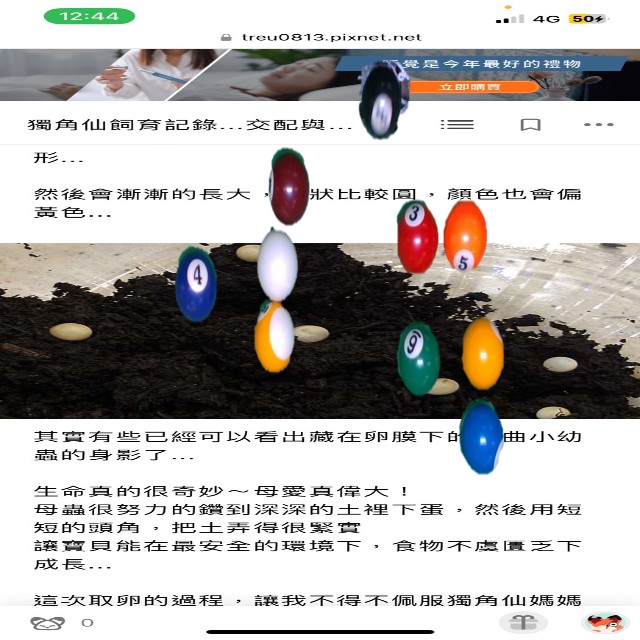 12:44
4G 50
treu0813.pixnet.net
覺是今年最好的禮物
立即購買
獨角仙飼育記錄...交配與...
形...
然後會漸漸的長大，狀比較圓，顏色也會偏
黃色...
3
5
4
9
其實有些已經可以看出藏在卵膜下的曲小幼
蟲的身影了...
生命真的很奇妙～母愛真偉大！
母蟲很努力的鑽到深深的土裡下蛋，然後用短
短的頭角，把土弄得很緊實
讓寶貝能在最安全的環境下，食物不虞匱乏下
成長...
這次取卵的過程，讓我不得不佩服獨角仙媽媽
0